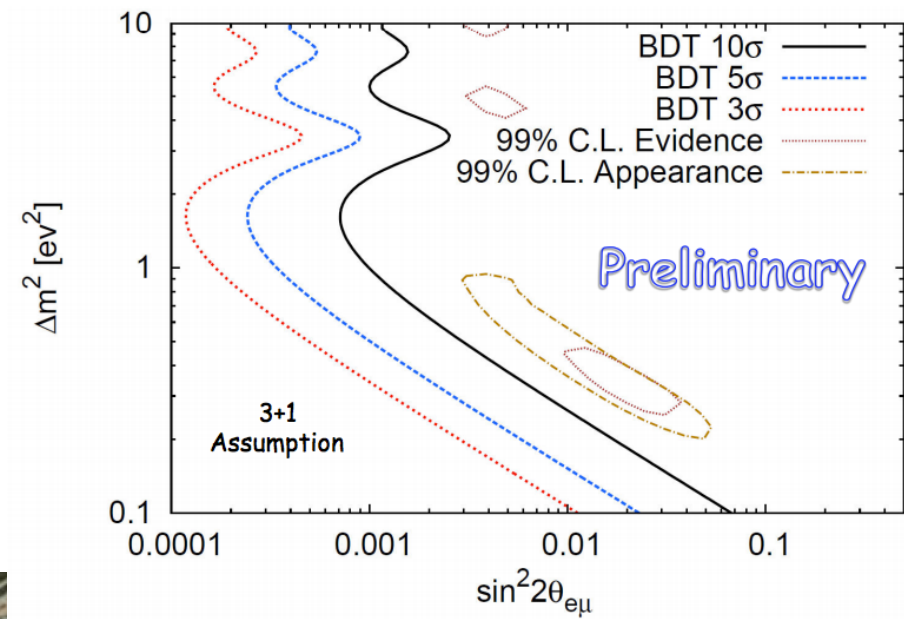 10
BDT 10σ
BDT 5σ
BDT 3σ
99% C.L. Evidence
99% C.L. Appearance
Δm² [ev²]
1
Preliminary
3+1
Assumption
0.1
0.0001 0.001 0.01 0.1
sin²2θeμ